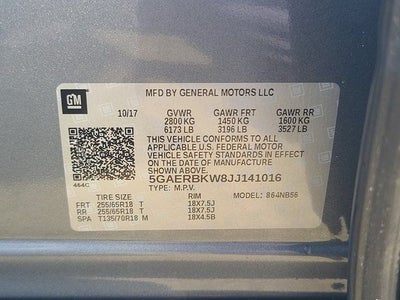 GM
MFD BY GENERAL MOTORS LLC
10/17 GVWR GAWR FRT GAWR RR
2800 KG 1450 KG 1600 KG
6173 LB 3196 LB 3527 LB
THIS VEHICLE CONFORMS TO ALL APPLICABLE
U.S. FEDERAL MOTOR
VEHICLE SAFETY STANDARDS IN EFFECT
ON THE DATE OF MANUFACTURE
SHOWN ABOVE
5GAERBKW8JJ141016
464C TYPE: M.P.V. MODEL: 864NB56
TIRE SIZE RIM
FRT 255/65R18 T 18X7.5J
RR 255/65R18 T 18X7.5J
SPA T135/70R18 M 18X4.5B